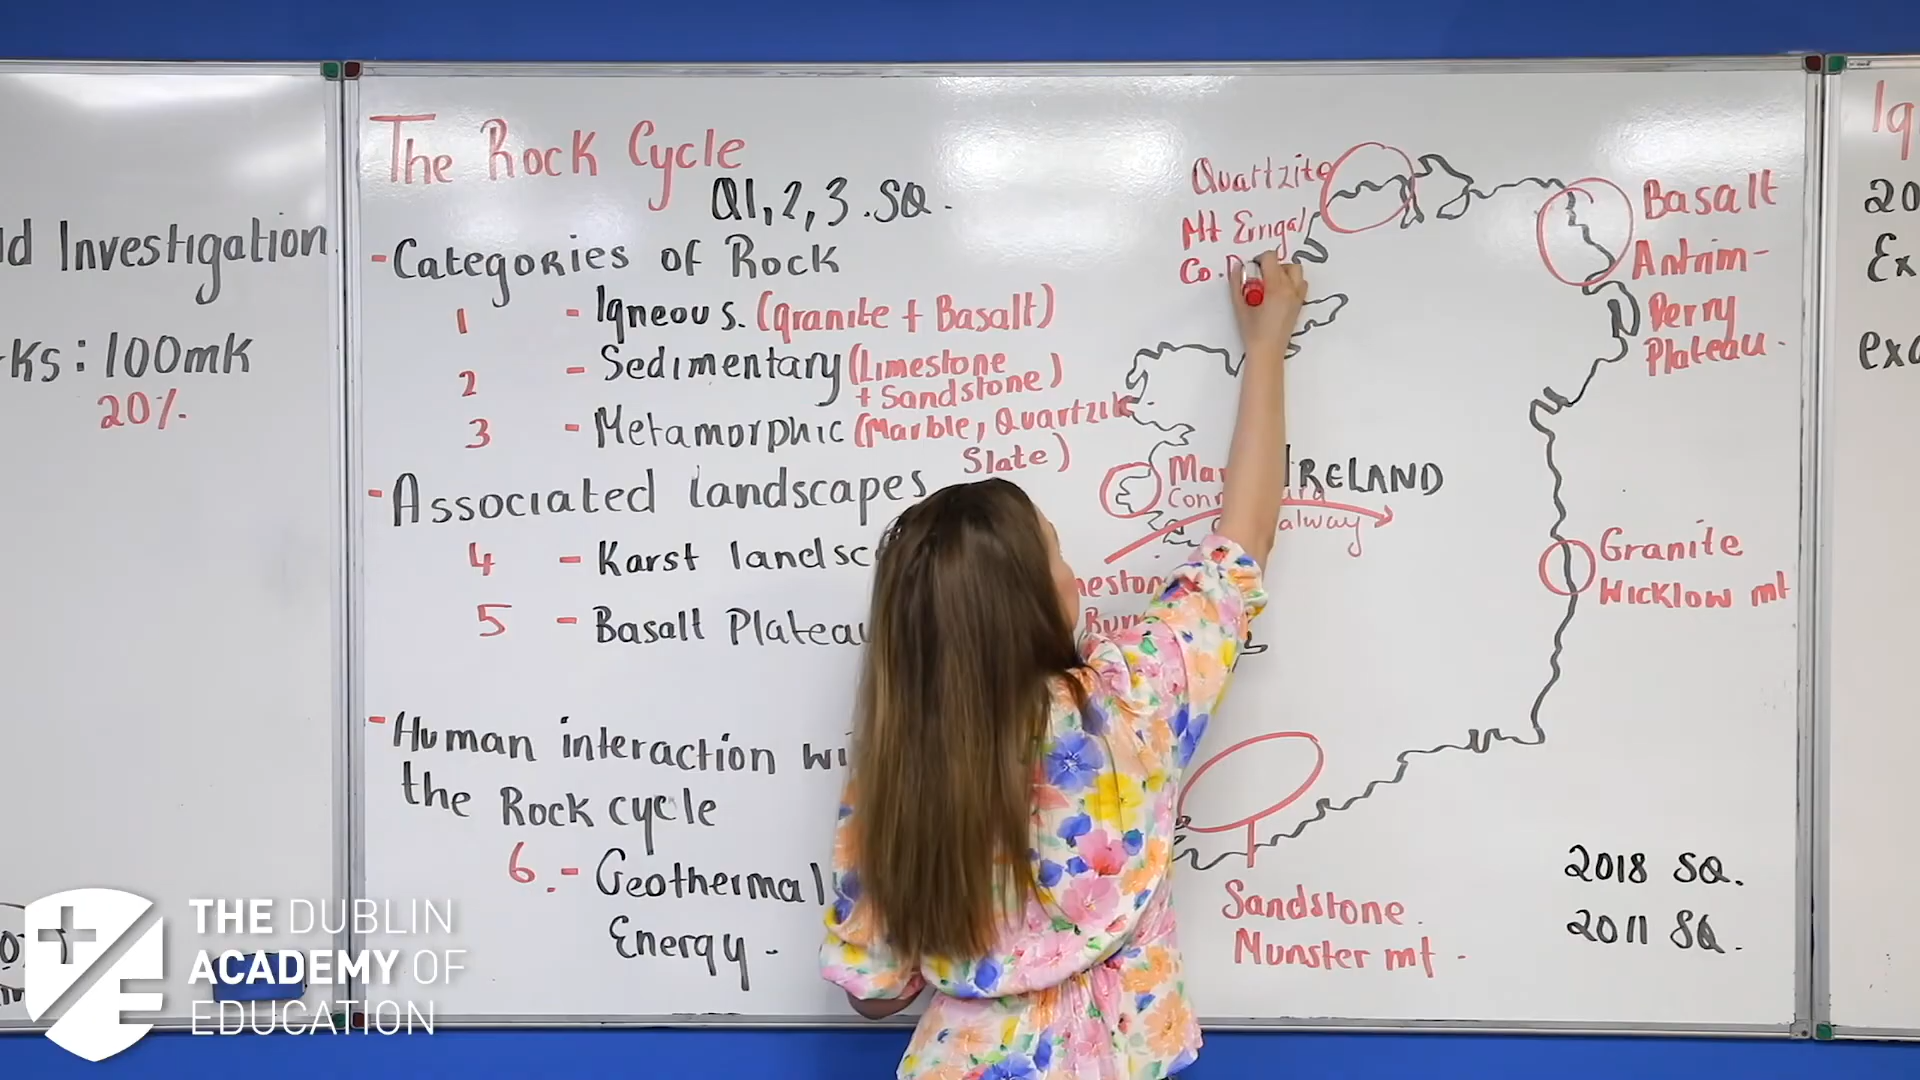 The Rock Cycle
Q1, 2, 3. SQ.
- Categories of Rock
1 - Igneous. (granite + Basalt)
2 - Sedimentary (Limestone
+ Sandstone)
3 - Metamorphic (Marble, Quartzite
Slate)
- Associated landscapes
4 - Karst
5 - Basalt
- Human interaction
the Rock cycle
6. - Geothermal
Energy -
Investigation
: 100mk
20%
Quartzite
Mt Errigal
Co.
Basalt
Antrim -
Derry
Plateau.
IRELAND
Granite
Wicklow mt
Sandstone.
Munster mt.
2018 SQ.
2011 SQ.
THE DUBLIN
ACADEMY OF
EDUCATION